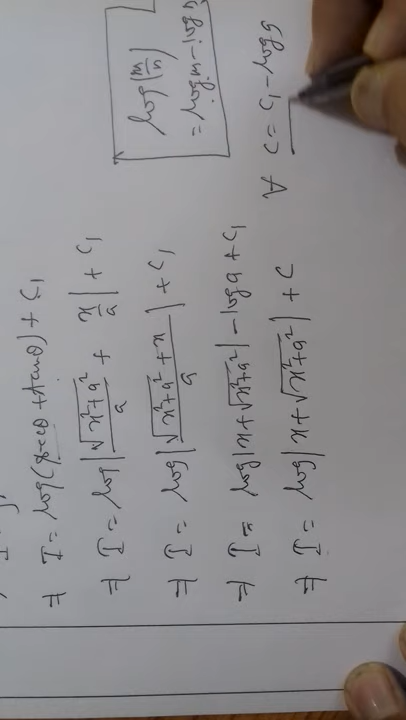 ⇒ I = log(secθ + tanθ) + C₁
⇒ I = log|√(x²+a²)/a + x/a| + C₁
⇒ I = log|(√(x²+a²) + x)/a| + C₁
⇒ I = log|x + √(x²+a²)| - log a + C₁
⇒ I = log|x + √(x²+a²)| + C
log(m/n)
= log m - log n
C = C₁ - log